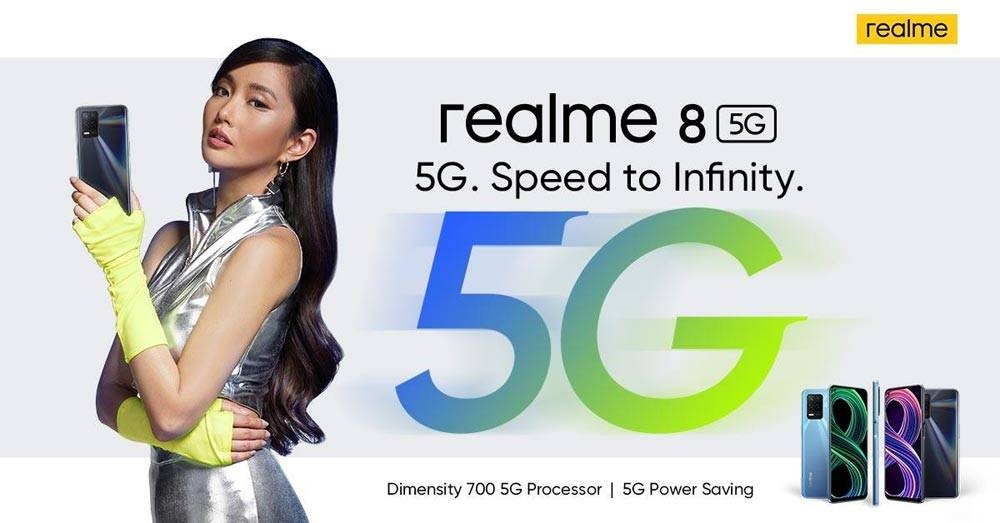 realme
realme 8 5G
5G. Speed to Infinity.
5G
Dimensity 700 5G Processor | 5G Power Saving